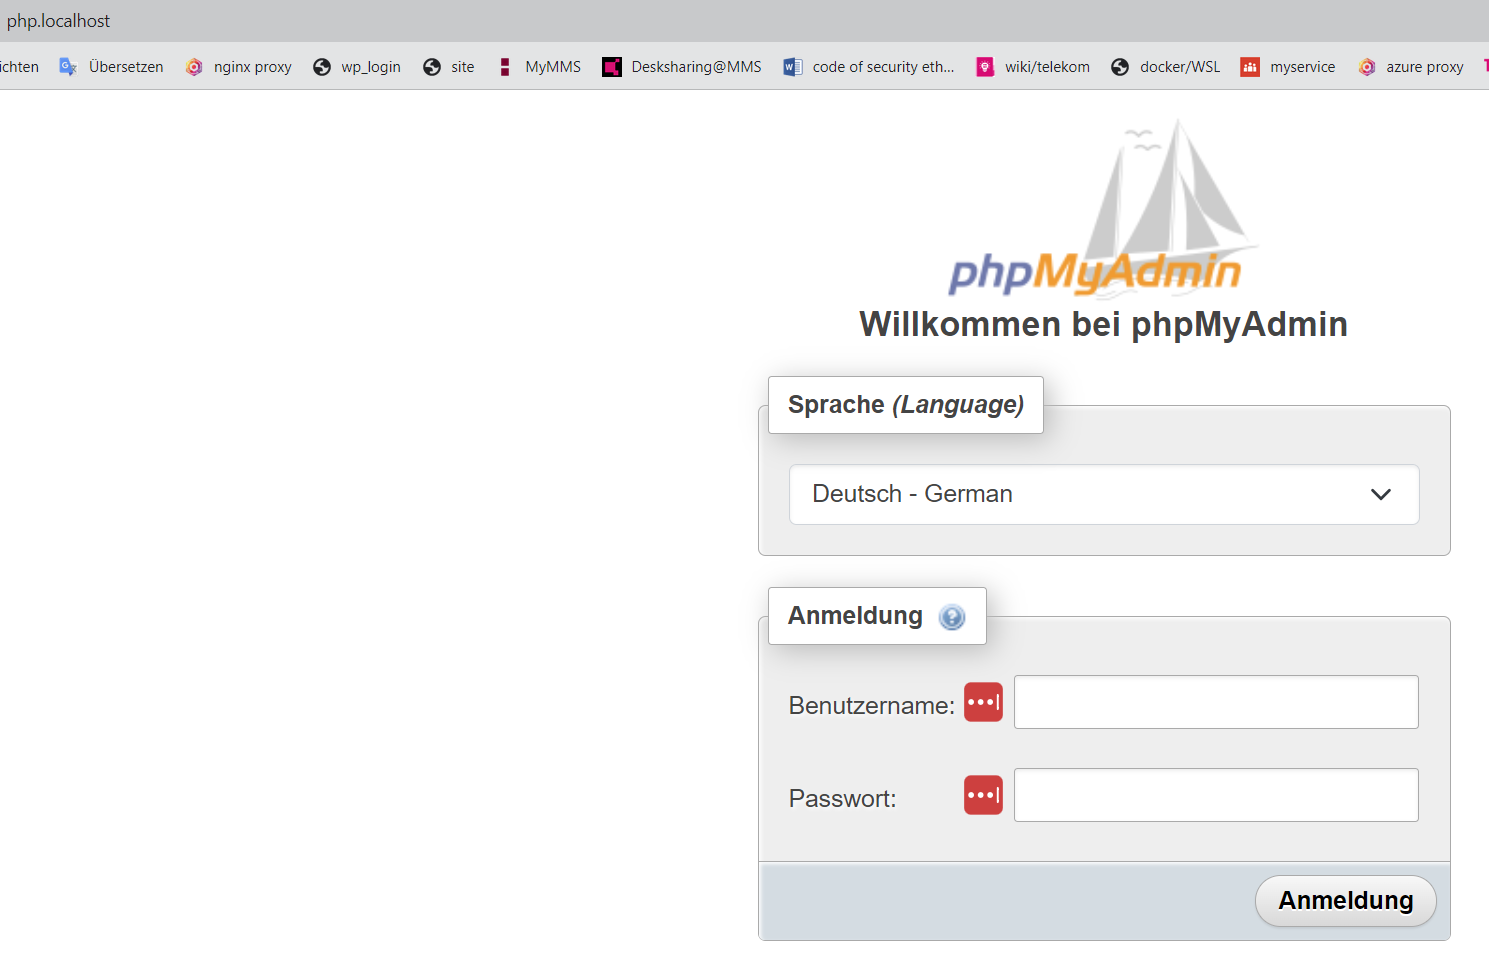 php.localhost
ichten Übersetzen nginx proxy wp_login site MyMMS Desksharing@MMS code of security eth... wiki/telekom docker/WSL myservice azure proxy
phpMyAdmin
Willkommen bei phpMyAdmin
Sprache (Language)
Deutsch - German
Anmeldung
Benutzername:
Passwort:
Anmeldung